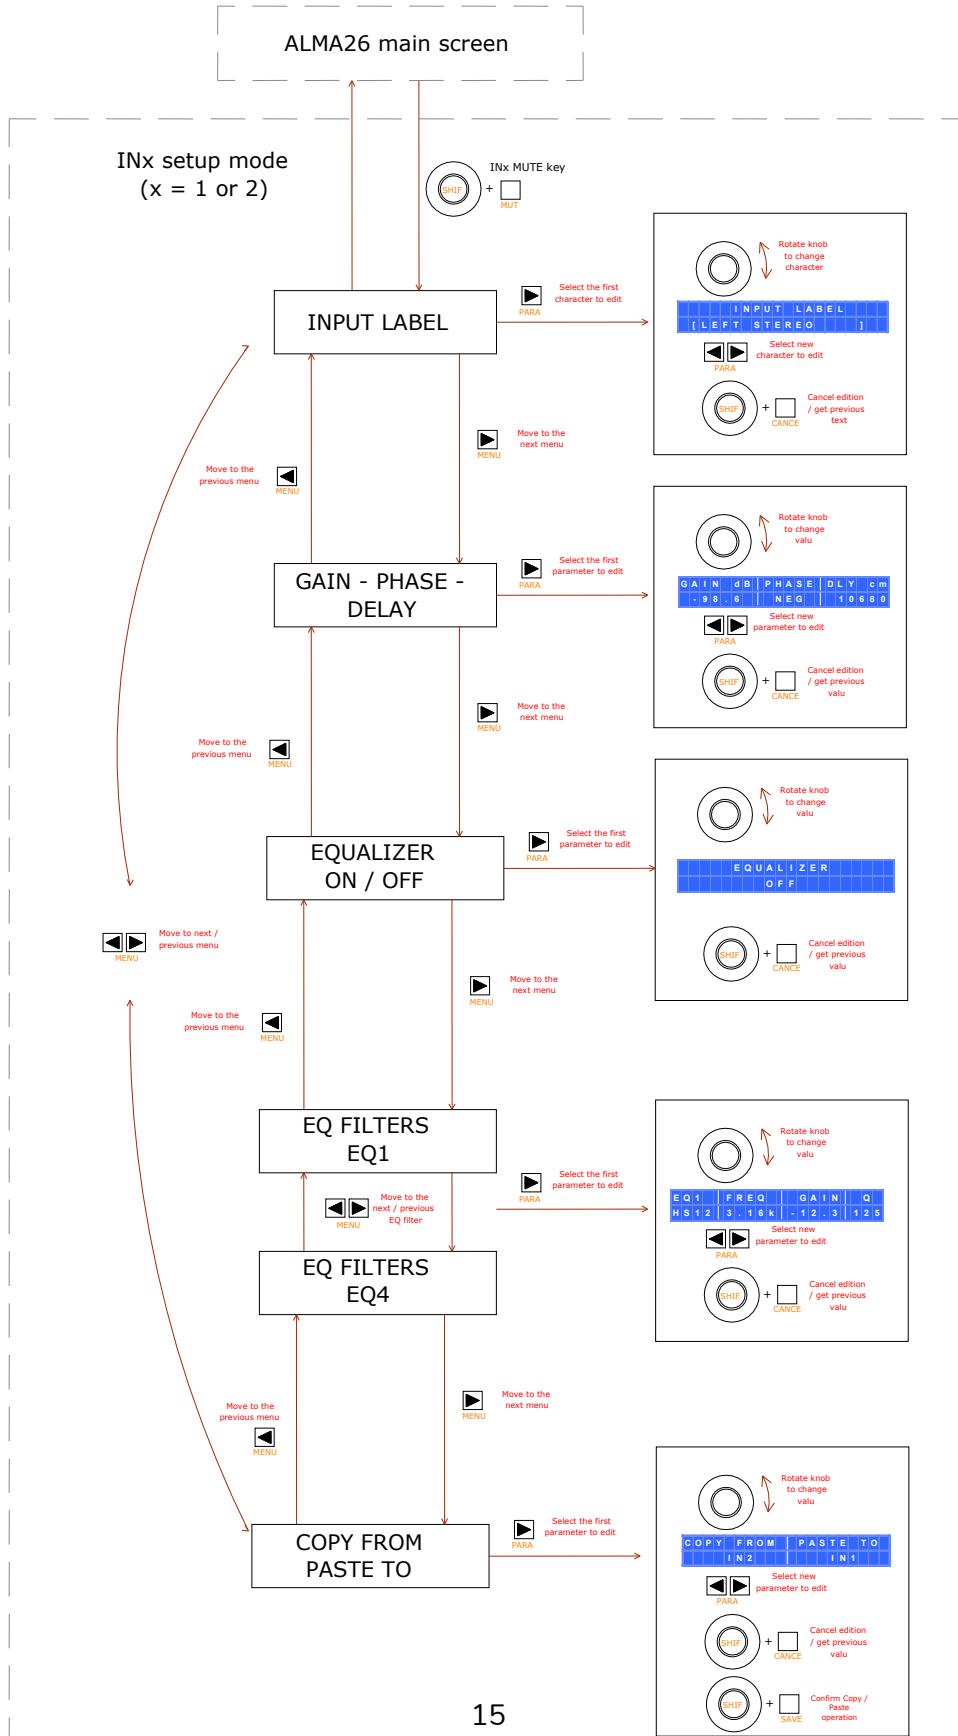 ALMA26 main screen
INx setup mode
(x = 1 or 2)
INx MUTE key
SHIF
+
MUT
INPUT LABEL
Select the first
character to edit
PARA
Rotate knob
to change
character
INPUT LABEL
[LEFT STEREO ]
Select new
character to edit
PARA
SHIF
+
CANCE
Cancel edition
/ get previous
text
Move to the
previous menu
MENU
Move to the
next menu
MENU
GAIN - PHASE -
DELAY
Select the first
parameter to edit
PARA
Rotate knob
to change
valu
GAIN dB|PHASE|DLY cm
-98.6 | NEG | 10680
Select new
parameter to edit
PARA
SHIF
+
CANCE
Cancel edition
/ get previous
valu
Move to the
previous menu
MENU
Move to the
next menu
MENU
EQUALIZER
ON / OFF
Select the first
parameter to edit
PARA
Rotate knob
to change
valu
EQUALIZER
OFF
SHIF
+
CANCE
Cancel edition
/ get previous
valu
Move to next /
previous menu
MENU
Move to the
previous menu
MENU
Move to the
next menu
MENU
EQ FILTERS
EQ1
Move to the
next / previous
EQ filter
MENU
EQ FILTERS
EQ4
Select the first
parameter to edit
PARA
Rotate knob
to change
valu
EQ1 |FREQ | GAIN| Q
HS12|3.16k|-12.3|125
Select new
parameter to edit
PARA
SHIF
+
CANCE
Cancel edition
/ get previous
valu
Move to the
previous menu
MENU
Move to the
next menu
MENU
COPY FROM
PASTE TO
Select the first
parameter to edit
PARA
Rotate knob
to change
valu
COPY FROM | PASTE TO
IN2 | IN1
Select new
parameter to edit
PARA
SHIF
+
CANCE
Cancel edition
/ get previous
valu
SHIF
+
SAVE
Confirm Copy /
Paste
operation
15